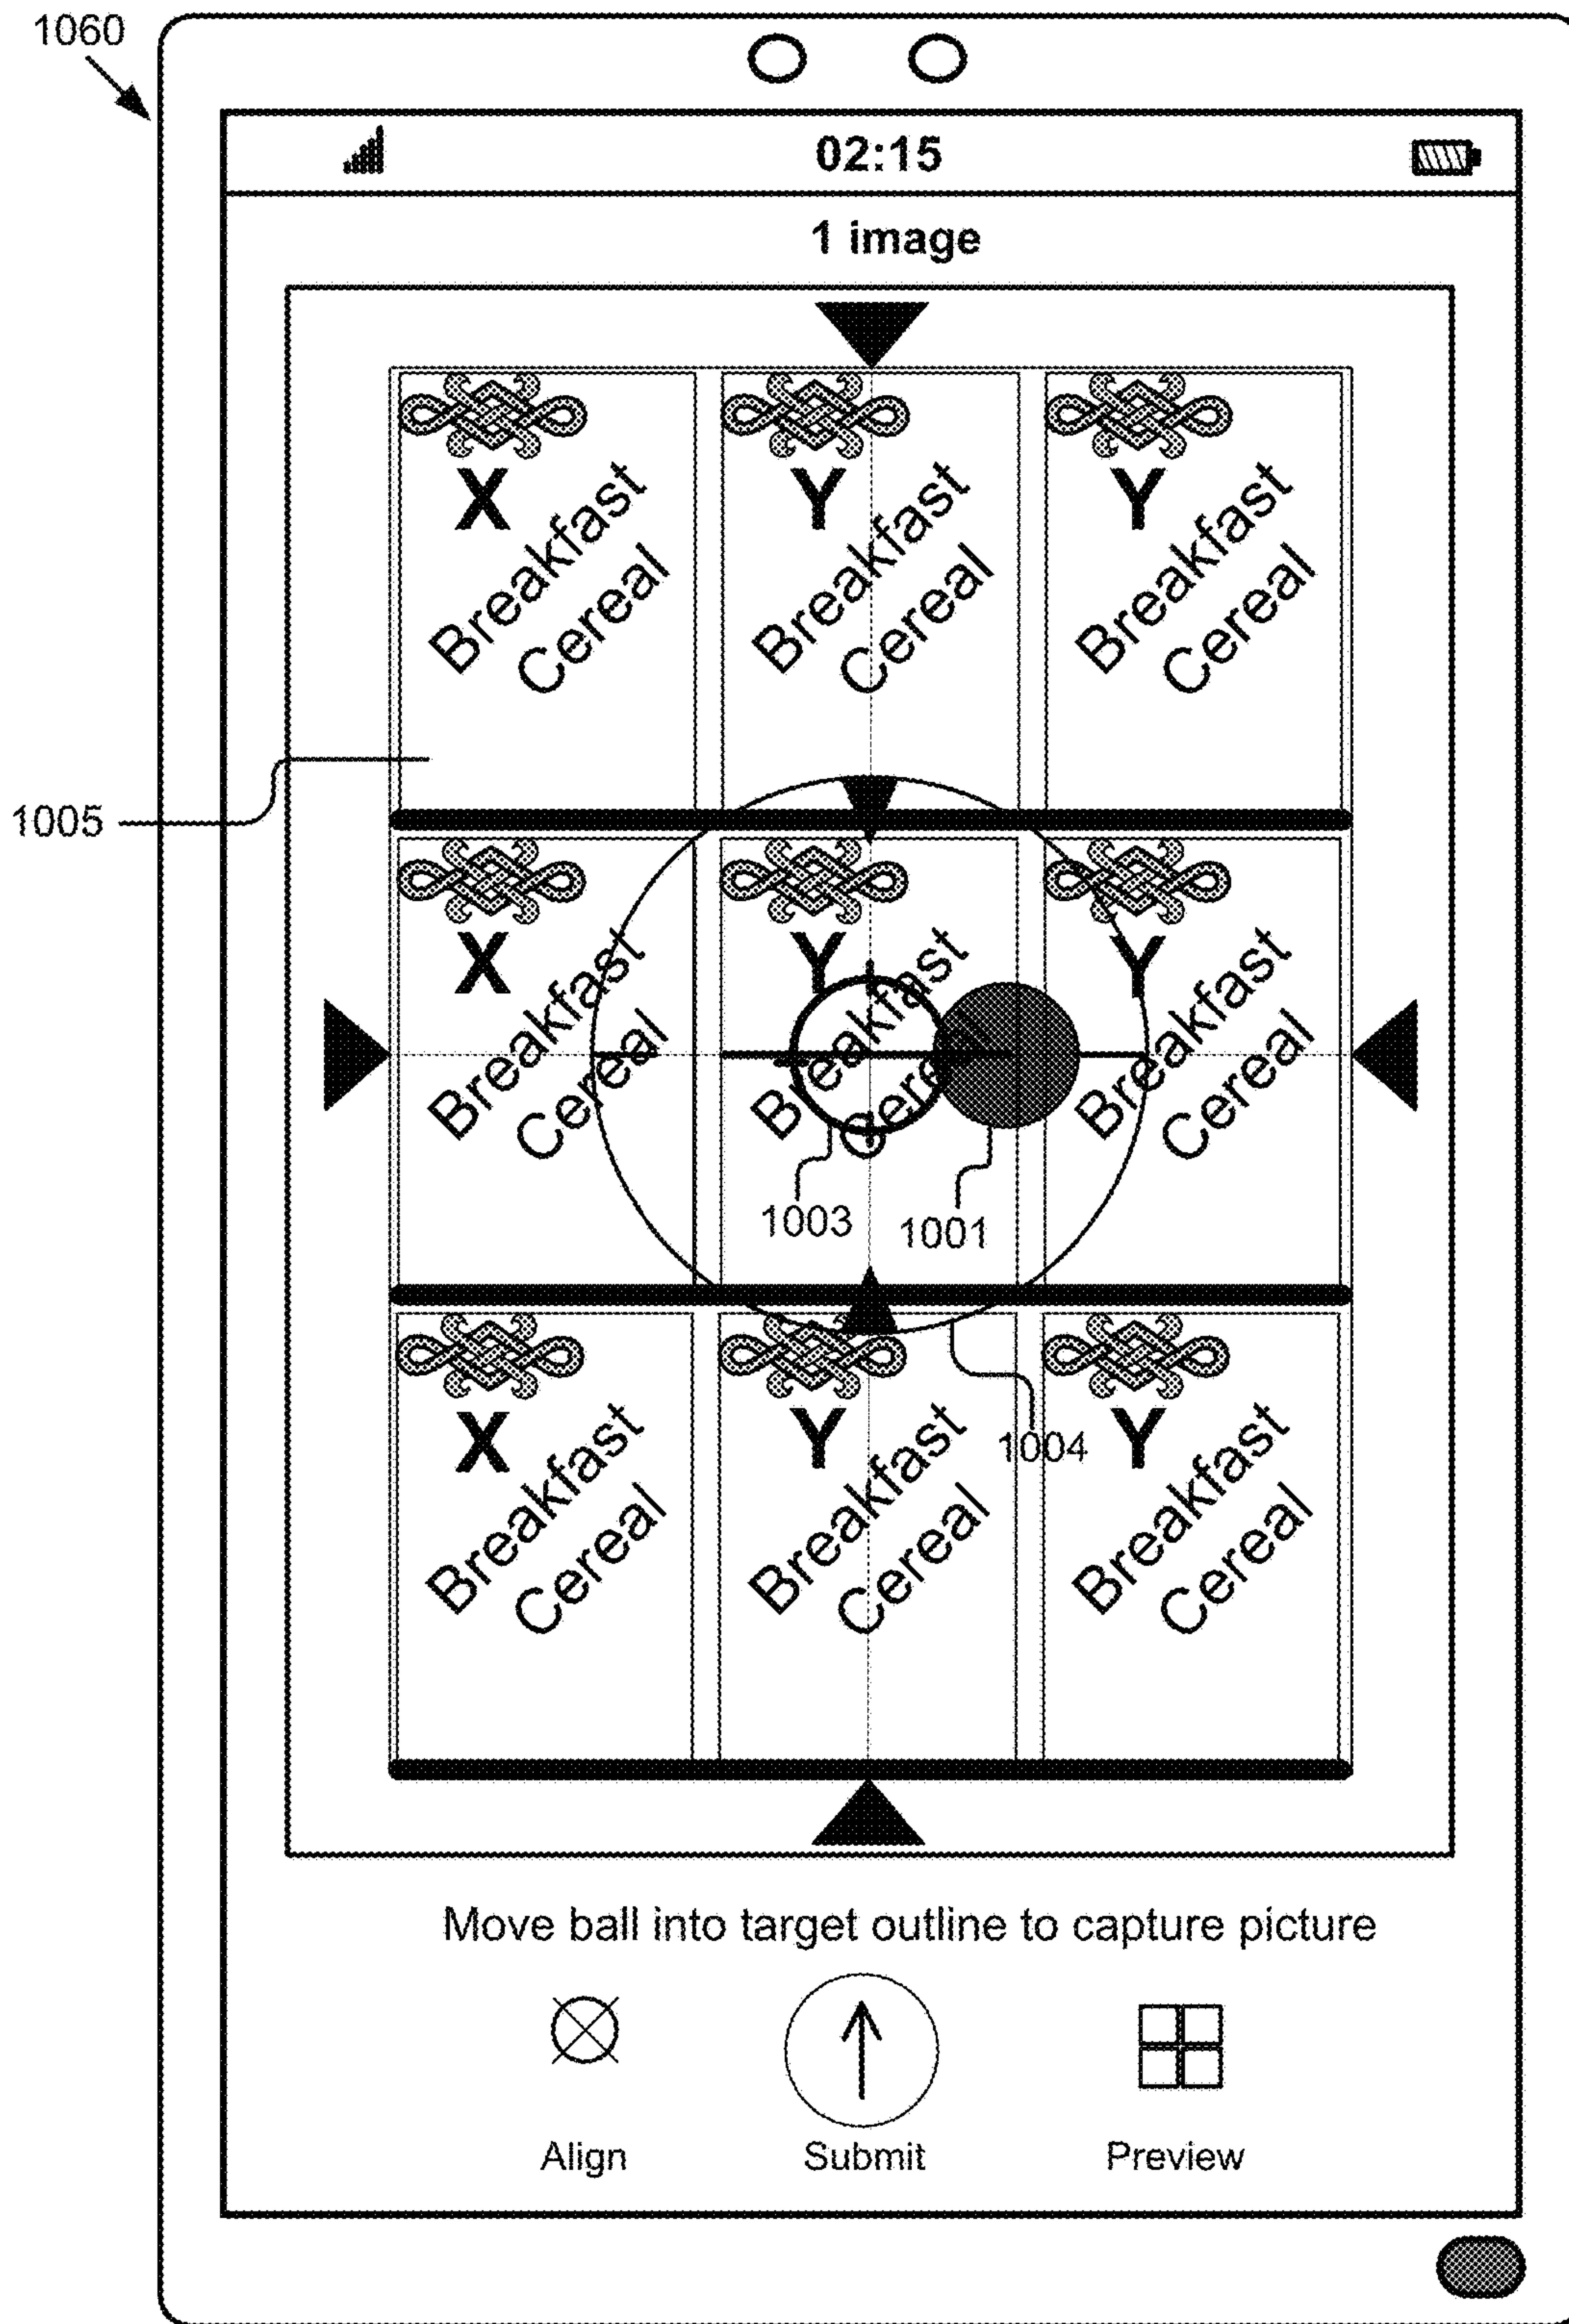 1060
02:15
1 image
X
Breakfast
Cereal
Y
Breakfast
Cereal
Y
Breakfast
Cereal
1005
X
Breakfast
Cereal
Y
Breakfast
Cereal
Y
Breakfast
Cereal
1003
1001
X
Breakfast
Cereal
Y
Breakfast
Cereal
1004
Y
Breakfast
Cereal
Move ball into target outline to capture picture
Align
Submit
Preview